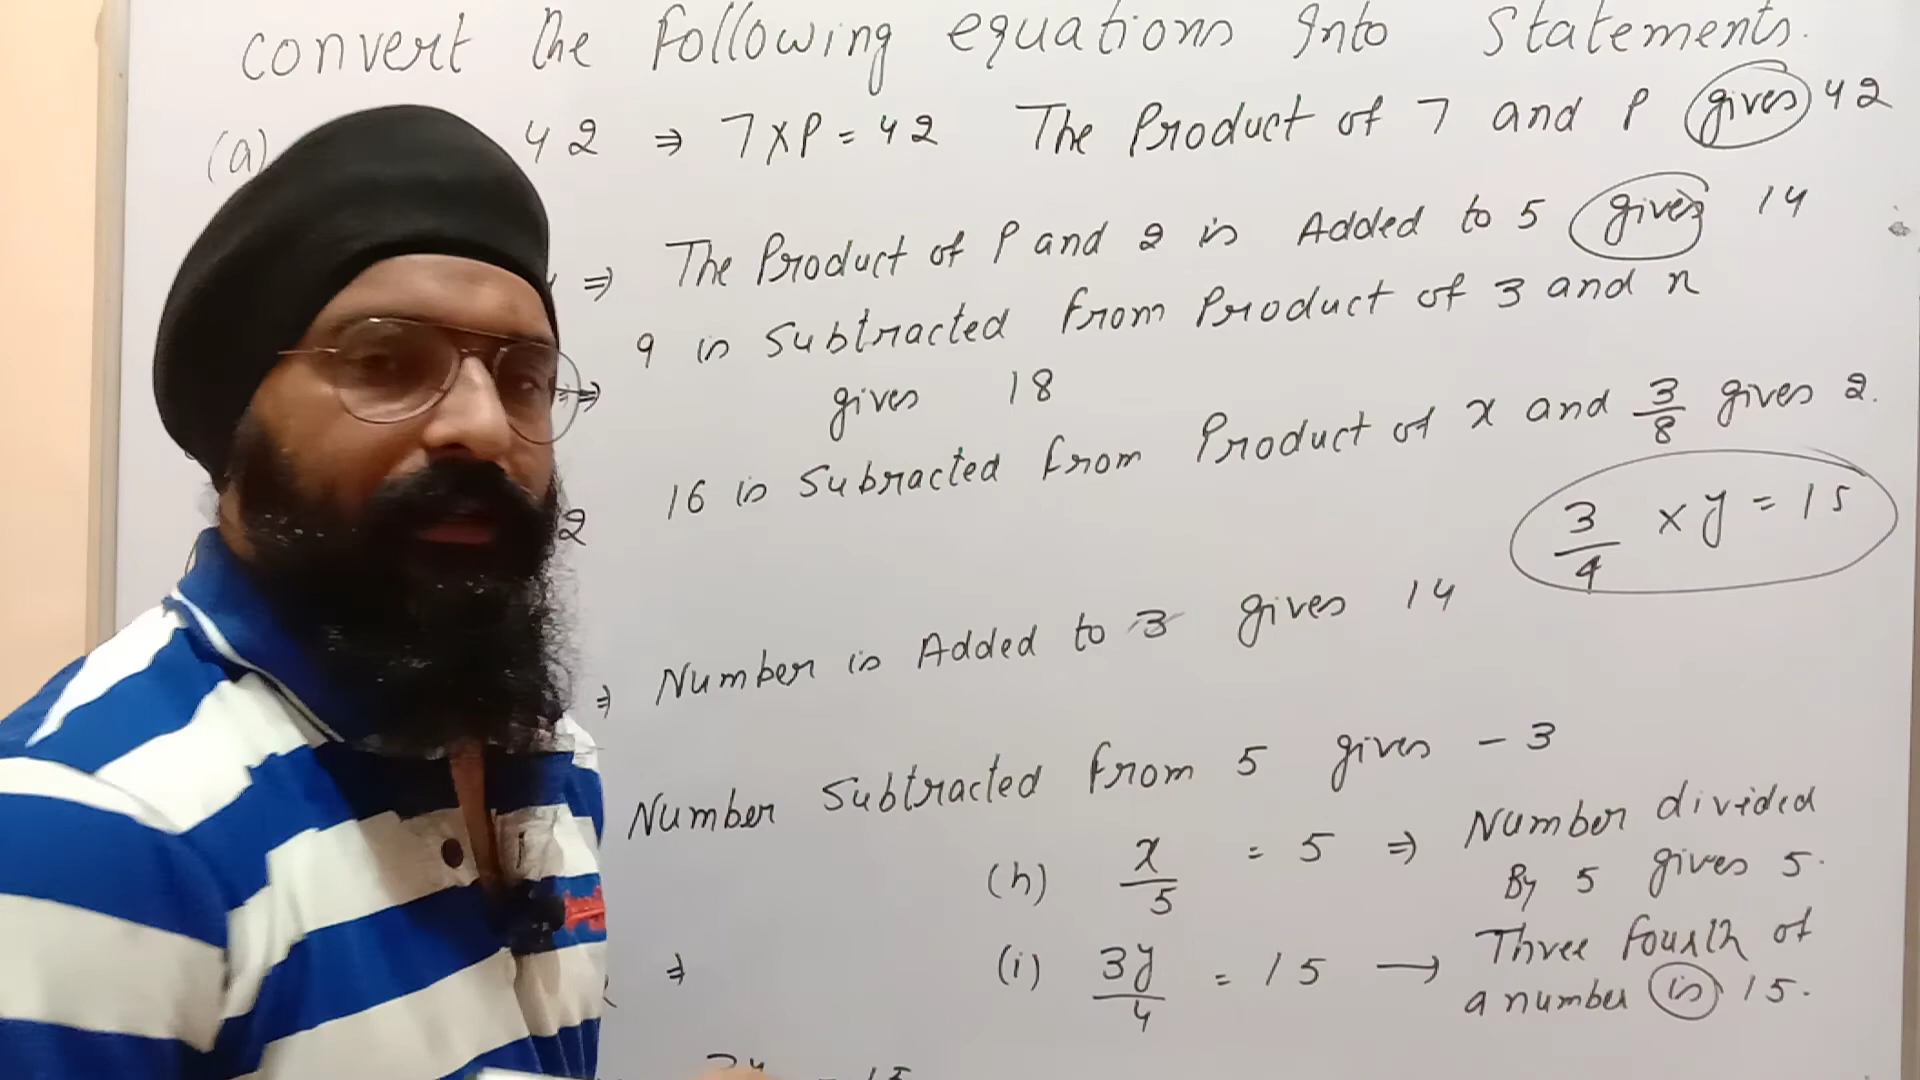 convert the following equations Into Statements.
(a) 42 ⇒ 7×P = 42 The Product of 7 and P gives 42
⇒ The Product of P and 2 is Added to 5 gives 14
⇒ 9 is Subtracted from Product of 3 and n
gives 18
2 16 is Subracted from Product of x and 3/8 gives 2.
3/4 × y = 15
⇒ Number is Added to 3 gives 14
Number Subtracted from 5 gives -3
(h) x/5 = 5 ⇒ Number divided
By 5 gives 5.
⇒ (i) 3y/4 = 15 → Three fourth of
a number is 15.
= 15